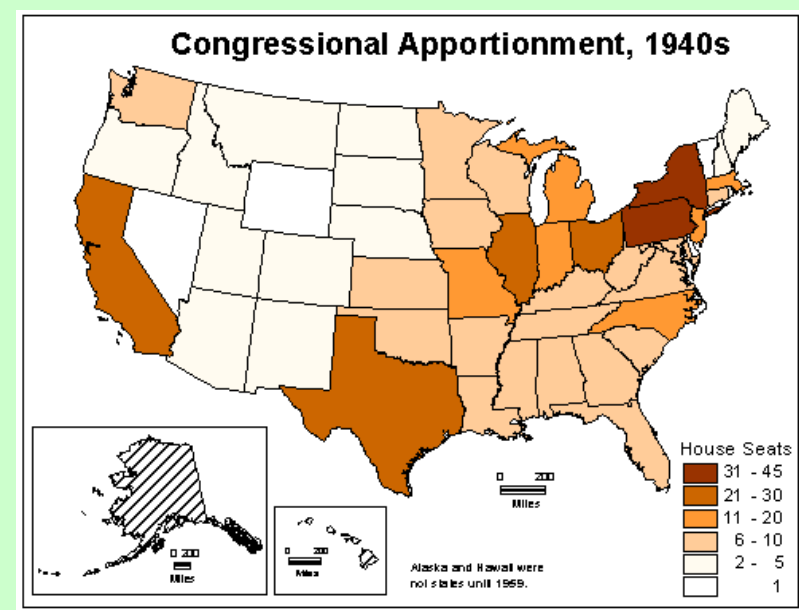 Congressional Apportionment, 1940s
House Seats
31 - 45
21 - 30
11 - 20
6 - 10
2 - 5
1
0 200
Miles
0 200
Miles
0 200
Miles
Alaska and Hawaii were
not states until 1959.